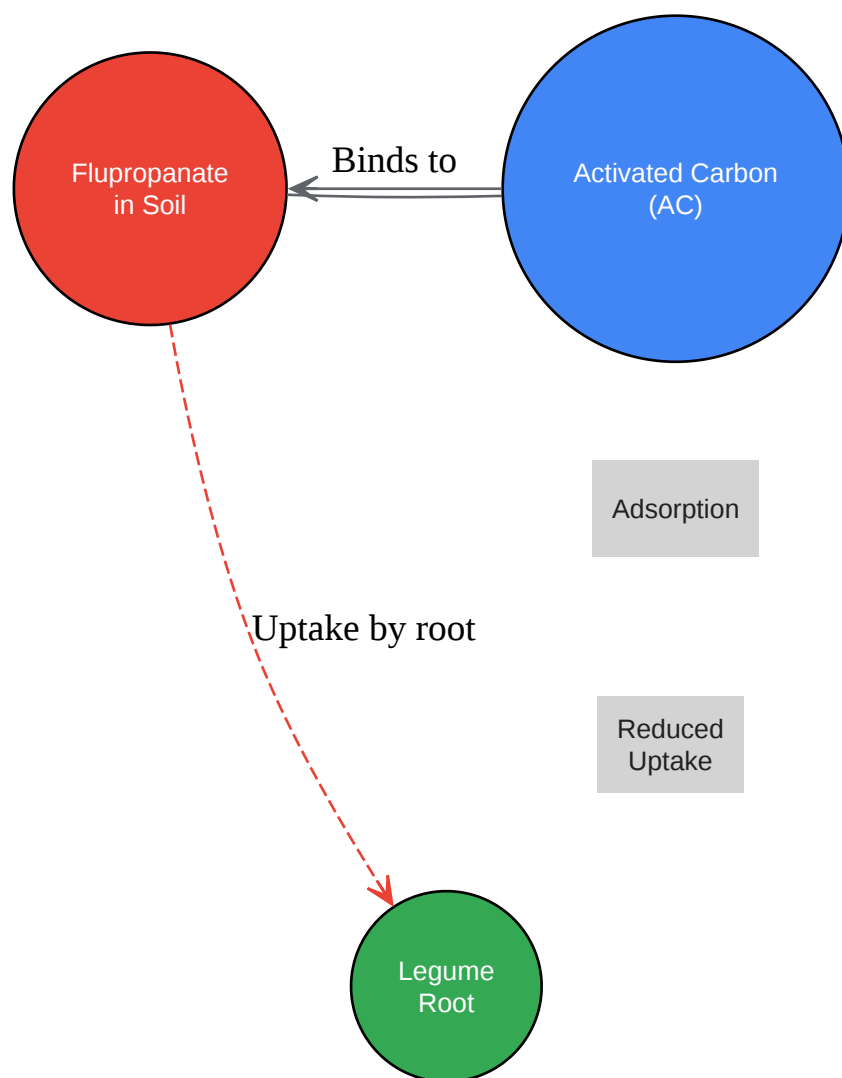 Flupropanate
in Soil
Binds to
Activated Carbon
(AC)
Adsorption
Uptake by root
Reduced
Uptake
Legume
Root